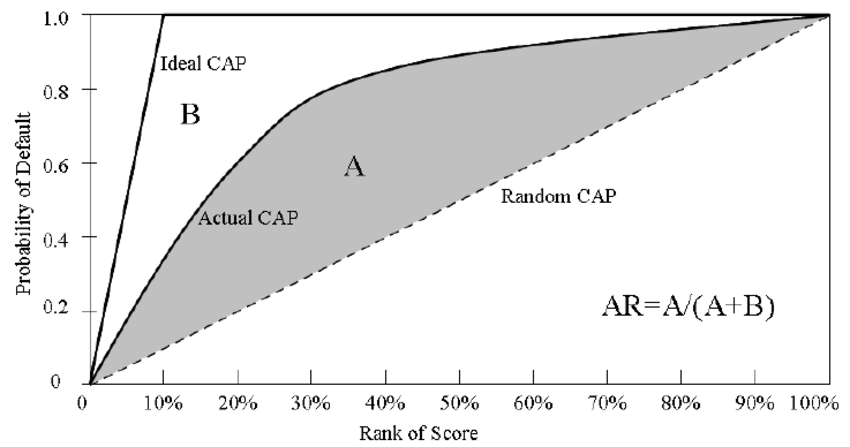 1.0
Ideal CAP
0.8
B
0.6
A
Probability of Default
Actual CAP
Random CAP
0.4
0.2
AR=A/(A+B)
0
0 10% 20% 30% 40% 50% 60% 70% 80% 90% 100%
Rank of Score